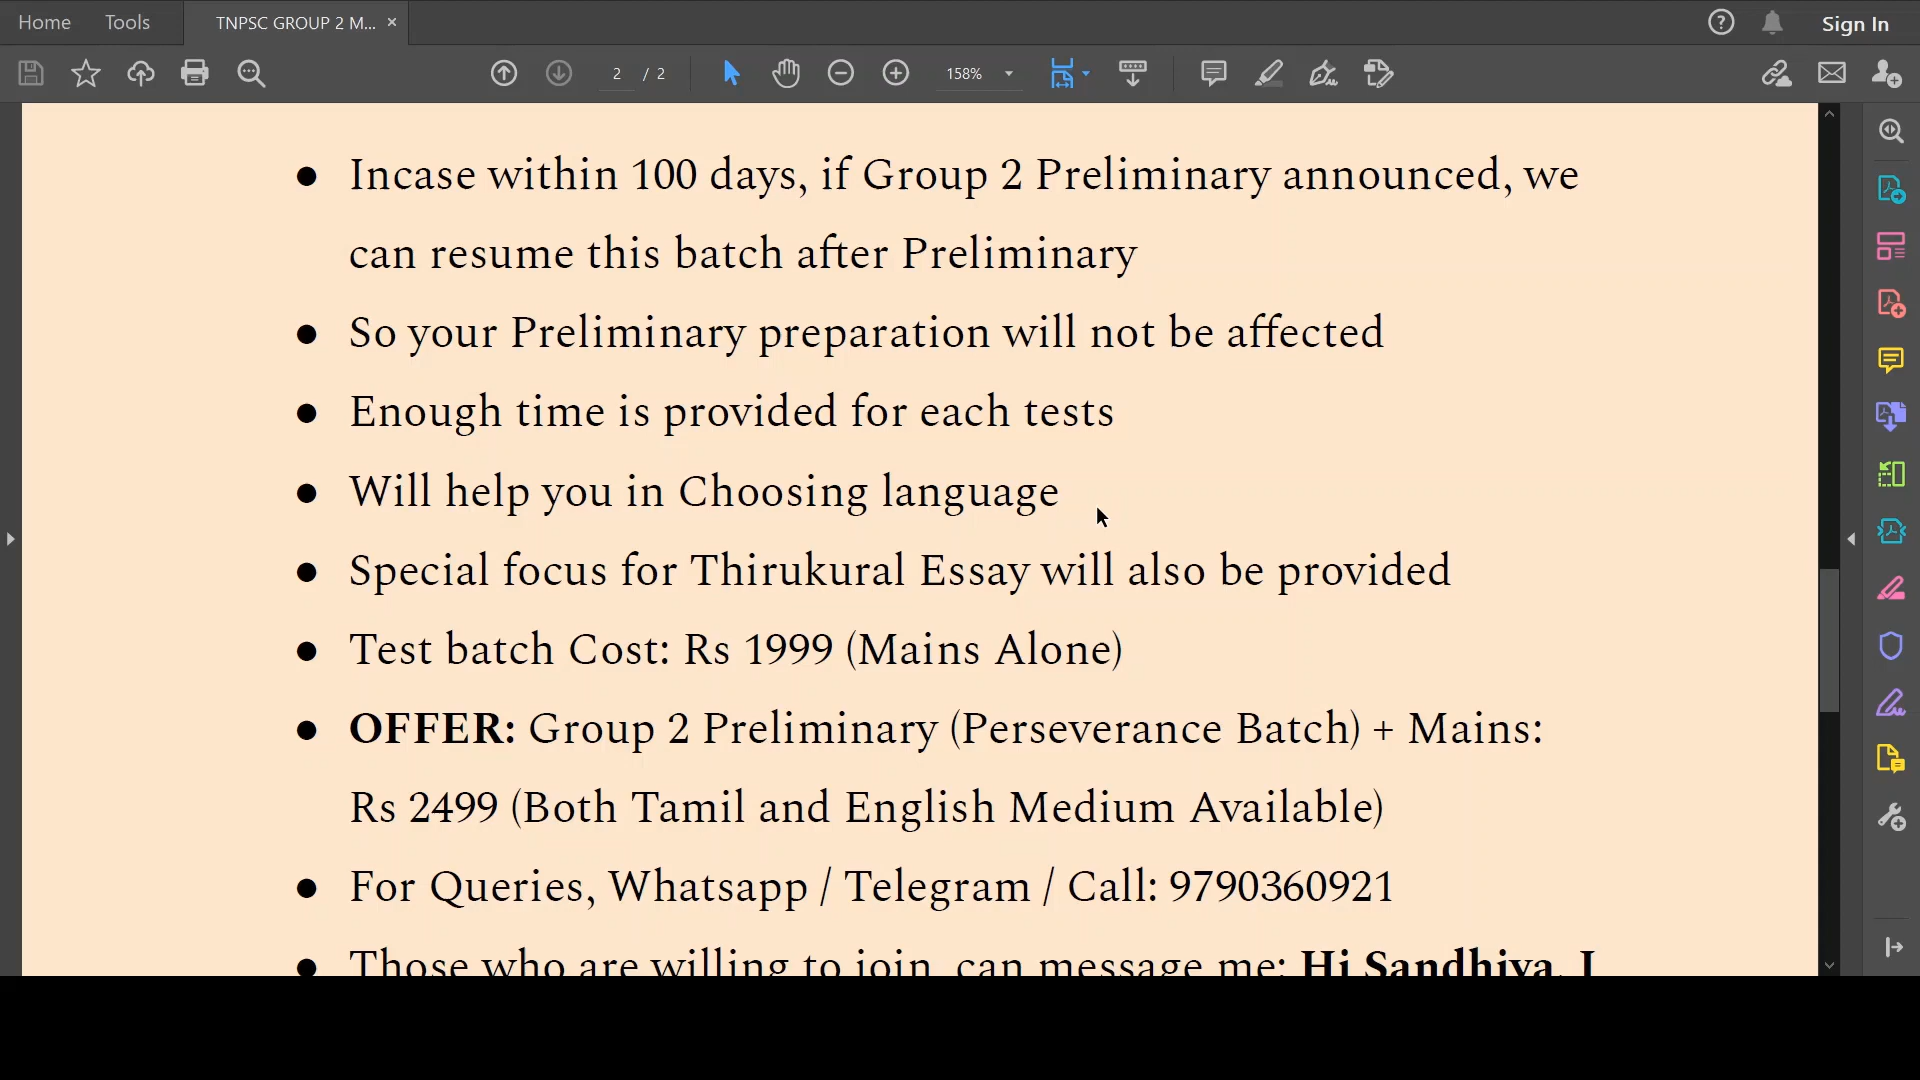 Home Tools TNPSC GROUP 2 M... × Sign In
2 / 2 158%
● Incase within 100 days, if Group 2 Preliminary announced, we
can resume this batch after Preliminary
● So your Preliminary preparation will not be affected
● Enough time is provided for each tests
● Will help you in Choosing language
● Special focus for Thirukural Essay will also be provided
● Test batch Cost: Rs 1999 (Mains Alone)
● OFFER: Group 2 Preliminary (Perseverance Batch) + Mains:
Rs 2499 (Both Tamil and English Medium Available)
● For Queries, Whatsapp / Telegram / Call: 9790360921
● Those who are willing to join, can message me: Hi Sandhiya, I